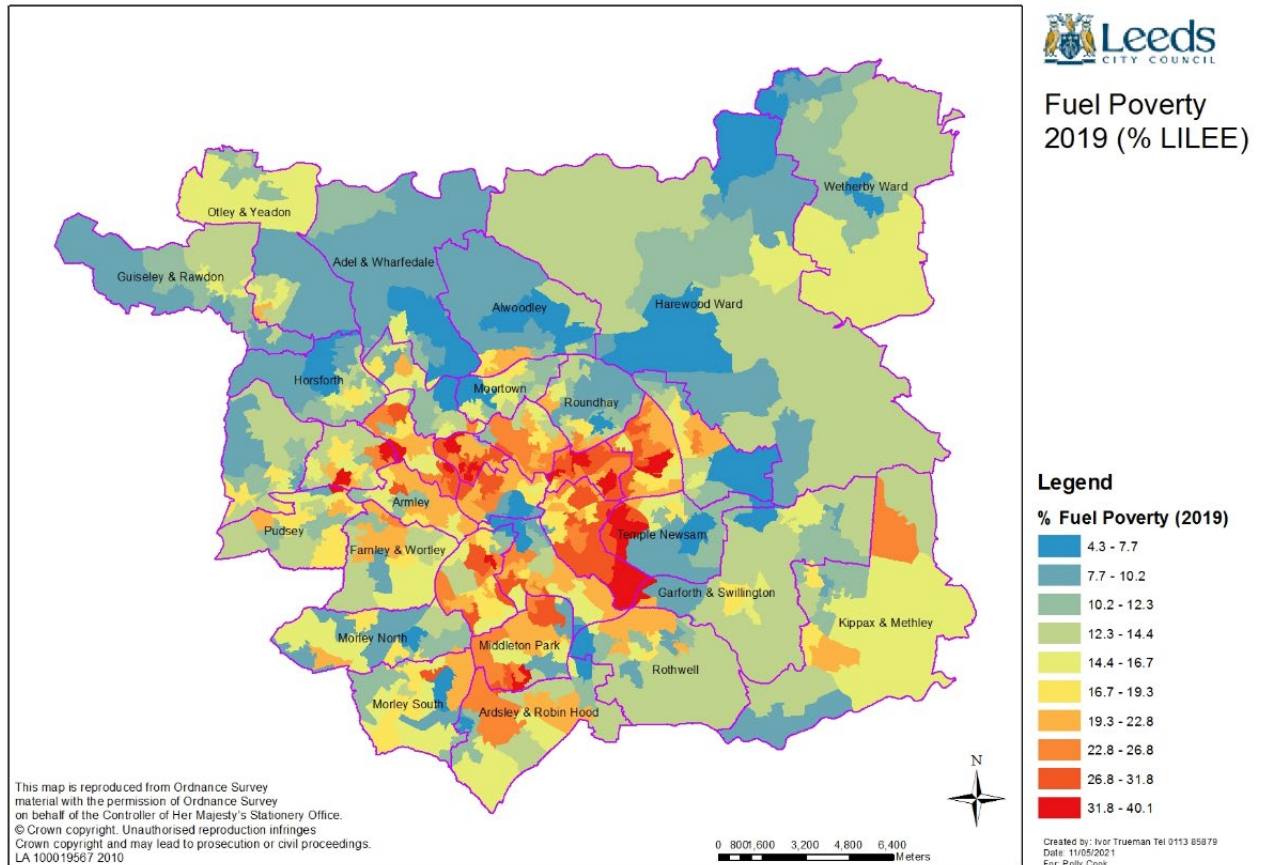 Leeds
CITY COUNCIL
Fuel Poverty
2019 (% LILEE)
Wetherby Ward
Otley & Yeadon
Guiseley & Rawdon
Adel & Wharfedale
Alwoodley
Harewood Ward
Horsforth
Moortown
Roundhay
Armley
Pudsey
Farnley & Wortley
Temple Newsam
Garforth & Swillington
Kippax & Methley
Morley North
Middleton Park
Rothwell
Morley South
Ardsley & Robin Hood
Legend
% Fuel Poverty (2019)
4.3 - 7.7
7.7 - 10.2
10.2 - 12.3
12.3 - 14.4
14.4 - 16.7
16.7 - 19.3
19.3 - 22.8
22.8 - 26.8
26.8 - 31.8
31.8 - 40.1
N
This map is reproduced from Ordnance Survey
material with the permission of Ordnance Survey
on behalf of the Controller of Her Majesty's Stationery Office.
© Crown copyright. Unauthorised reproduction infringes
Crown copyright and may lead to prosecution or civil proceedings.
LA 100019567 2010
0 800 1,600 3,200 4,800 6,400
Meters
Created by: Ivor Trueman Tel 0113 85879
Date: 11/05/2021
For: Polly Cook